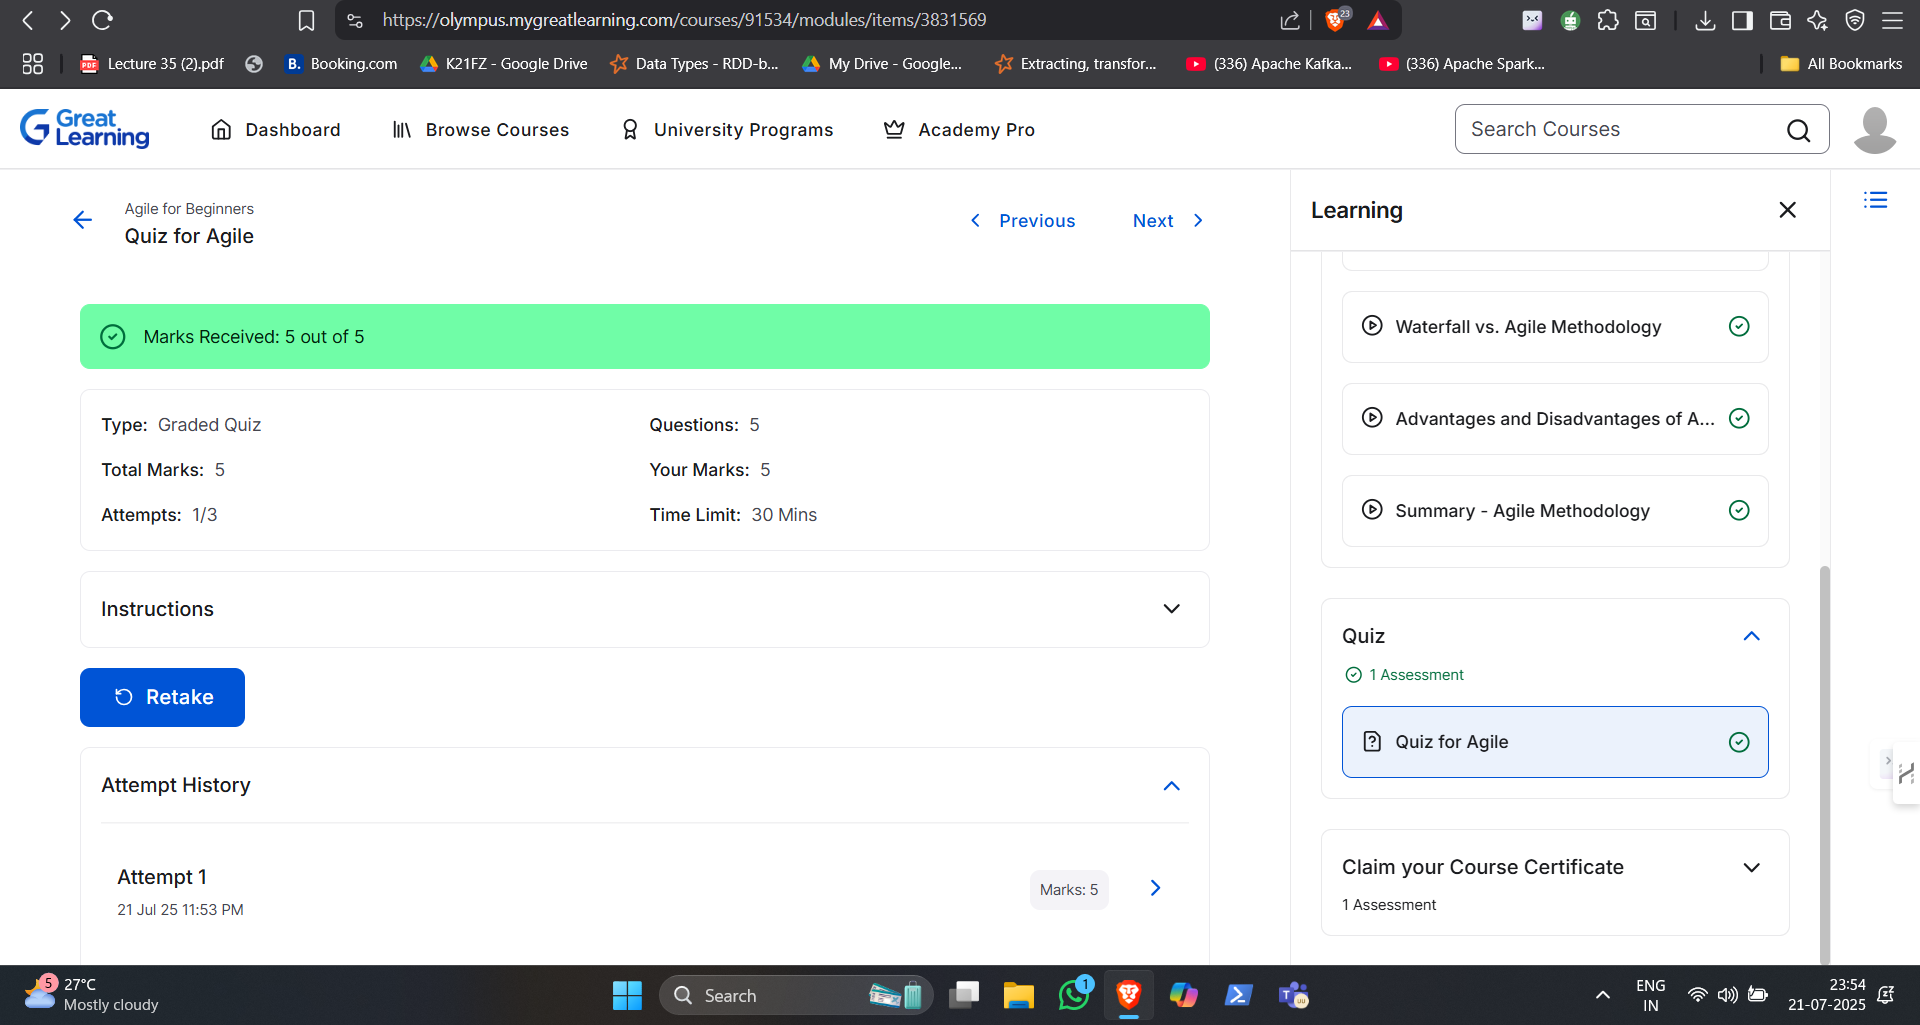 https://olympus.mygreatlearning.com/courses/91534/modules/items/3831569
23
Lecture 35 (2).pdf
B. Booking.com
K21FZ - Google Drive
Data Types - RDD-b...
My Drive - Google...
Extracting, transfor...
(336) Apache Kafka...
(336) Apache Spark...
All Bookmarks
Great Learning
Dashboard
Browse Courses
University Programs
Academy Pro
Search Courses
Agile for Beginners
Quiz for Agile
Previous
Next
Marks Received: 5 out of 5
Type: Graded Quiz
Questions: 5
Total Marks: 5
Your Marks: 5
Attempts: 1/3
Time Limit: 30 Mins
Instructions
Retake
Attempt History
Attempt 1
21 Jul 25 11:53 PM
Marks: 5
Learning
Waterfall vs. Agile Methodology
Advantages and Disadvantages of A...
Summary - Agile Methodology
Quiz
1 Assessment
Quiz for Agile
Claim your Course Certificate
1 Assessment
5
27°C
Mostly cloudy
Search
1
ENG
IN
23:54
21-07-2025